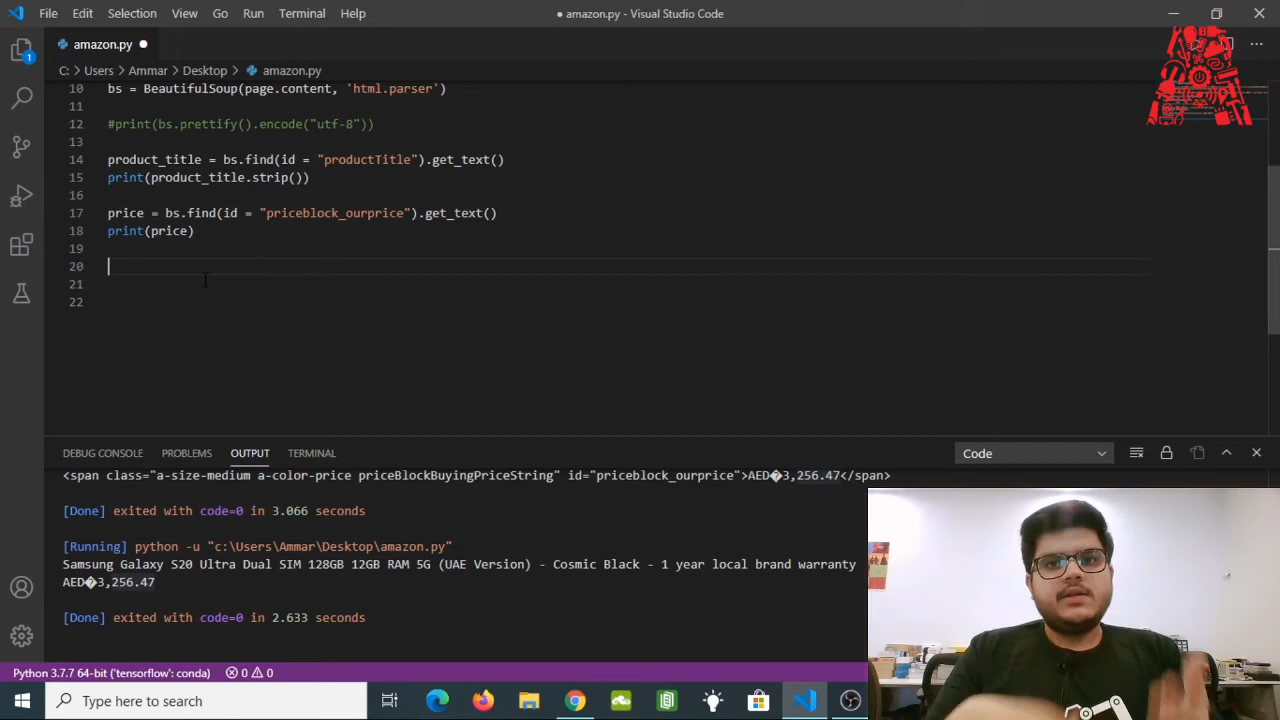 File Edit Selection View Go Run Terminal Help ● amazon.py - Visual Studio Code
amazon.py ●
C: > Users > Ammar > Desktop > amazon.py
10 bs = BeautifulSoup(page.content, 'html.parser')
11
12 #print(bs.prettify().encode("utf-8"))
13
14 product_title = bs.find(id = "productTitle").get_text()
15 print(product_title.strip())
16
17 price = bs.find(id = "priceblock_ourprice").get_text()
18 print(price)
19
20
21
22
1
DEBUG CONSOLE PROBLEMS OUTPUT TERMINAL Code
<span class="a-size-medium a-color-price priceBlockBuyingPriceString" id="priceblock_ourprice">AED�3,256.47</span>
[Done] exited with code=0 in 3.066 seconds
[Running] python -u "c:\Users\Ammar\Desktop\amazon.py"
Samsung Galaxy S20 Ultra Dual SIM 128GB 12GB RAM 5G (UAE Version) - Cosmic Black - 1 year local brand warranty
AED�3,256.47
[Done] exited with code=0 in 2.633 seconds
Python 3.7.7 64-bit ('tensorflow': conda) 0 0
Type here to search